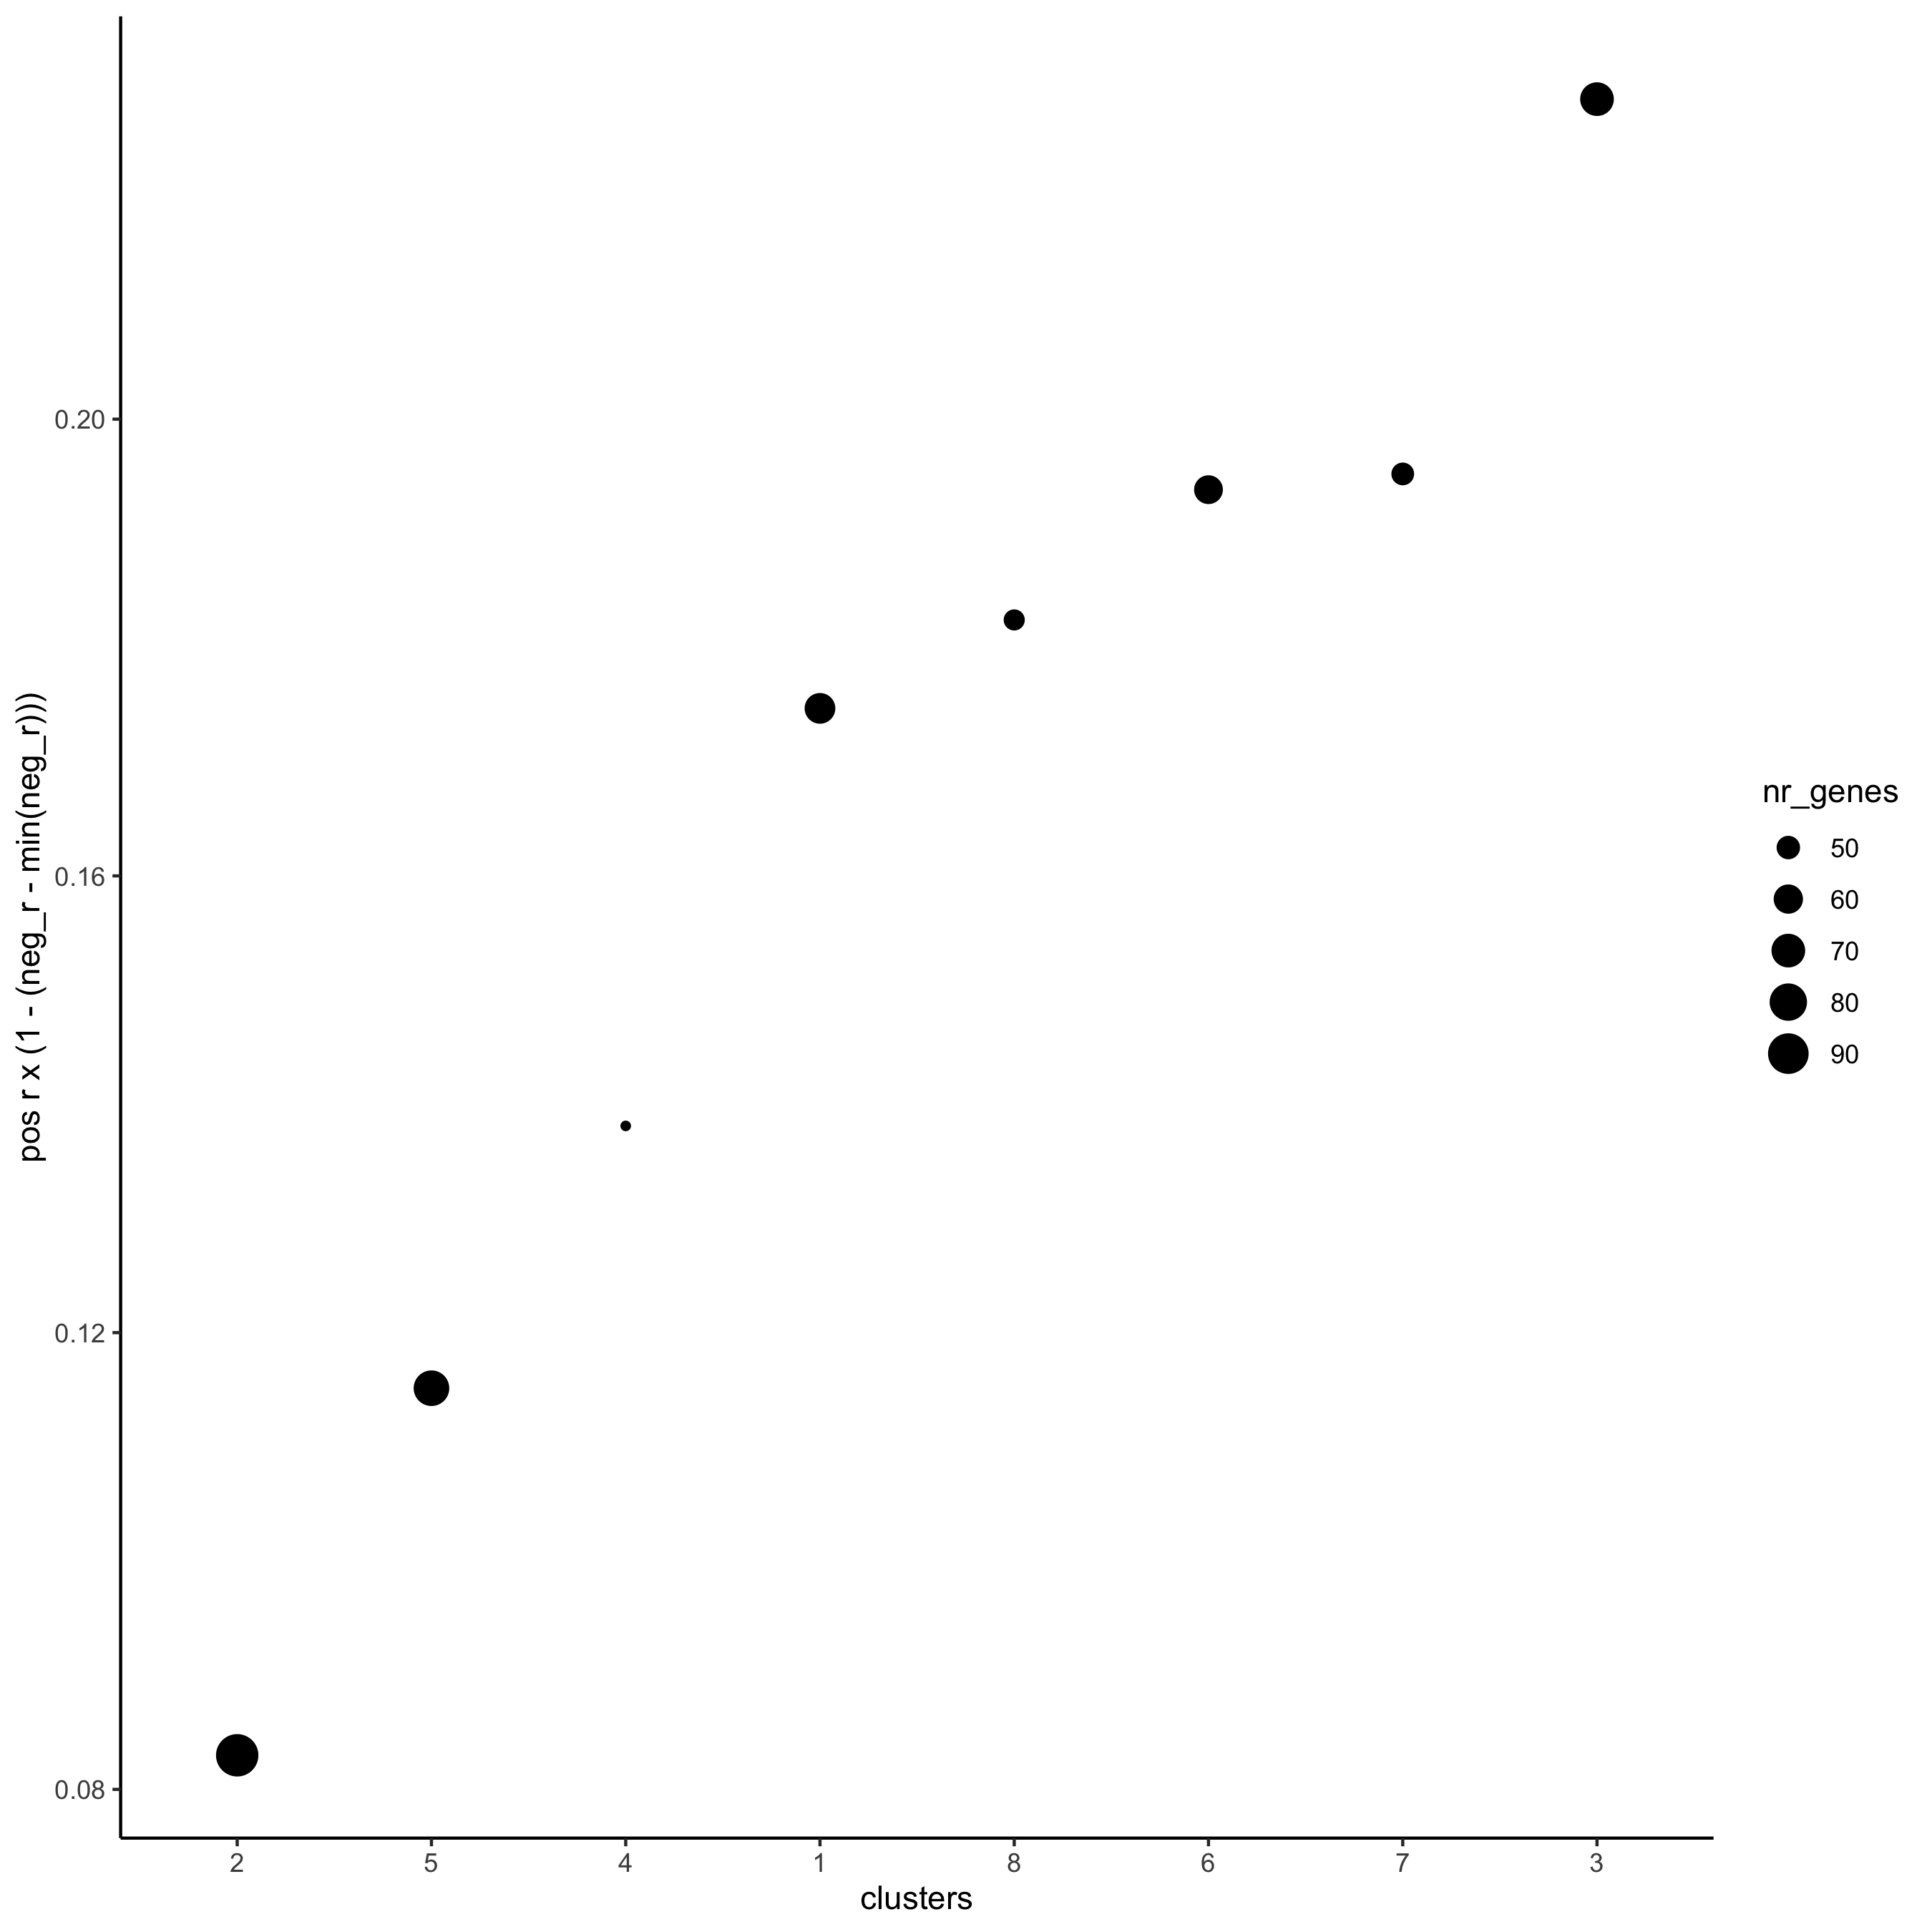 pos r x (1 - (neg_r - min(neg_r)))
0.20
0.16
0.12
0.08
2 5 4 1 8 6 7 3
clusters
nr_genes
50
60
70
80
90